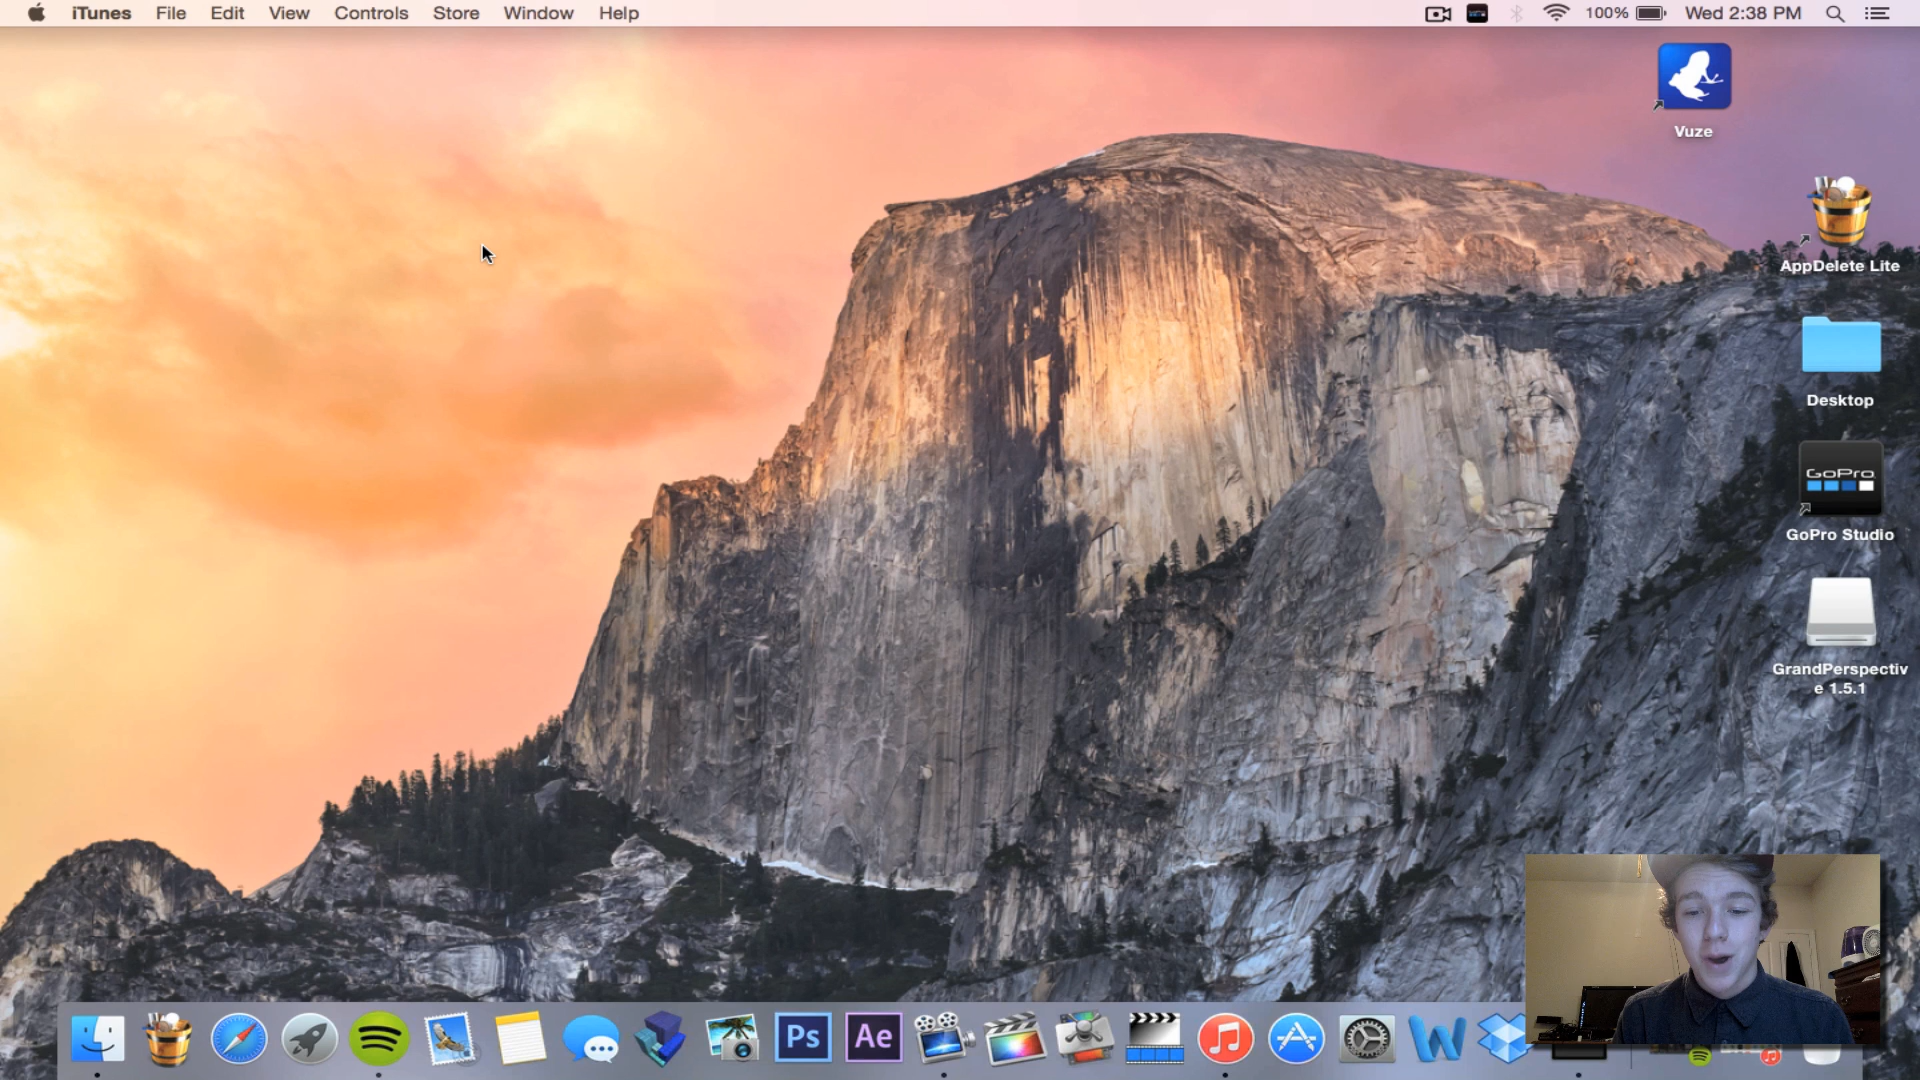 iTunes File Edit View Controls Store Window Help 100% Wed 2:38 PM
Vuze
AppDelete Lite
Desktop
GoPro
GoPro Studio
GrandPerspectiv
e 1.5.1
Ps Ae